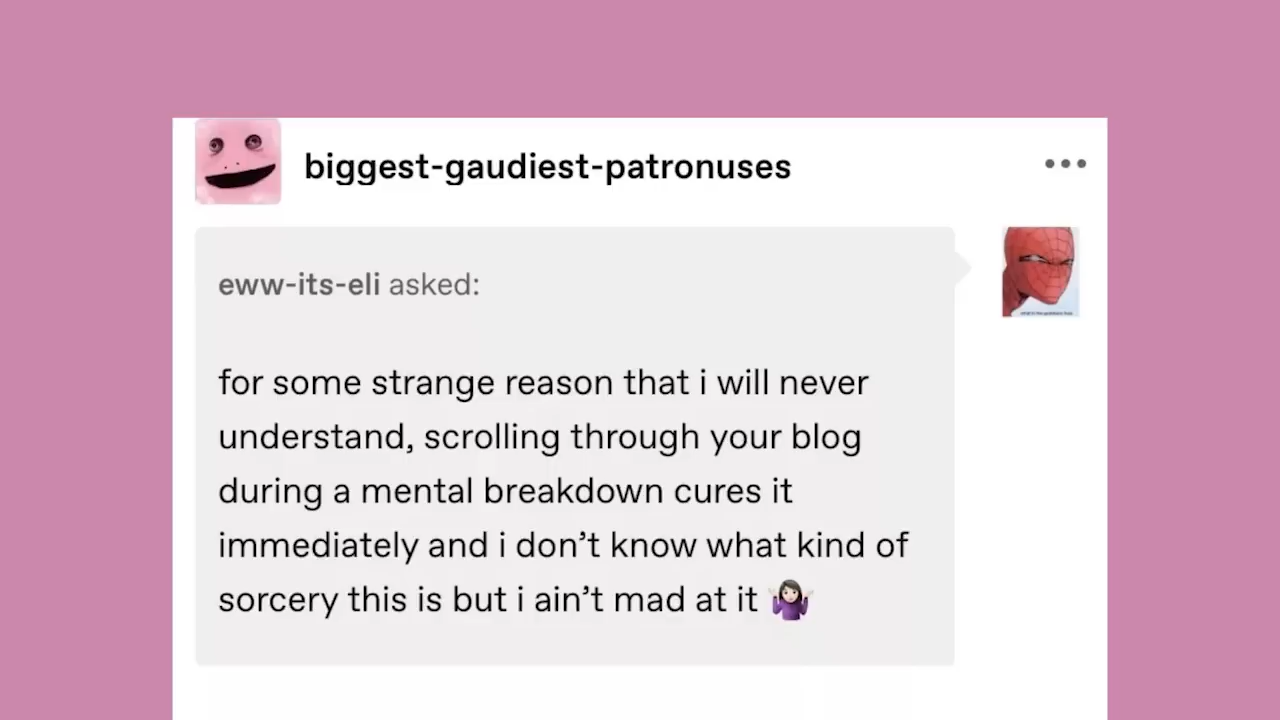 biggest-gaudiest-patronuses
eww-its-eli asked:
for some strange reason that i will never
understand, scrolling through your blog
during a mental breakdown cures it
immediately and i don’t know what kind of
sorcery this is but i ain’t mad at it 🤷🏻‍♀️